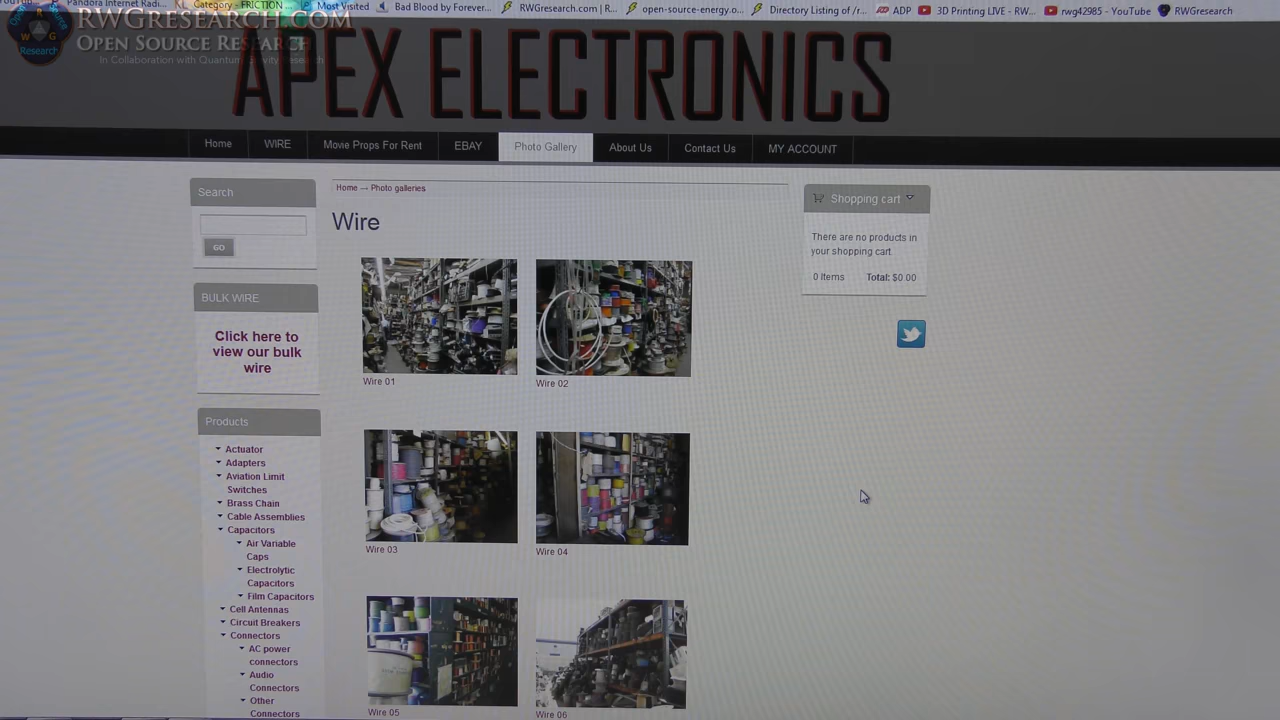 Pandora Internet Radi...
Category - FRICTION ...
Most Visited
Bad Blood by Forever...
RWGresearch.com | R...
open-source-energy.o...
Directory Listing of /r...
ADP
3D Printing LIVE - RW...
rwg42985 - YouTube
RWGresearch
RWGRESEARCH.COM
OPEN SOURCE RESEARCH
In Collaboration with Quantum Gravity Research
Open Source
R
W G
Research
APEX ELECTRONICS
Home
WIRE
Movie Props For Rent
EBAY
Photo Gallery
About Us
Contact Us
MY ACCOUNT
Search
GO
BULK WIRE
Click here to
view our bulk
wire
Products
Actuator
Adapters
Aviation Limit
Switches
Brass Chain
Cable Assemblies
Capacitors
Air Variable
Caps
Electrolytic
Capacitors
Film Capacitors
Cell Antennas
Circuit Breakers
Connectors
AC power
connectors
Audio
Connectors
Other
Connectors
Home → Photo galleries
Wire
Wire 01
Wire 02
Wire 03
Wire 04
Wire 05
Wire 06
Shopping cart
There are no products in
your shopping cart
0 Items Total: $0.00